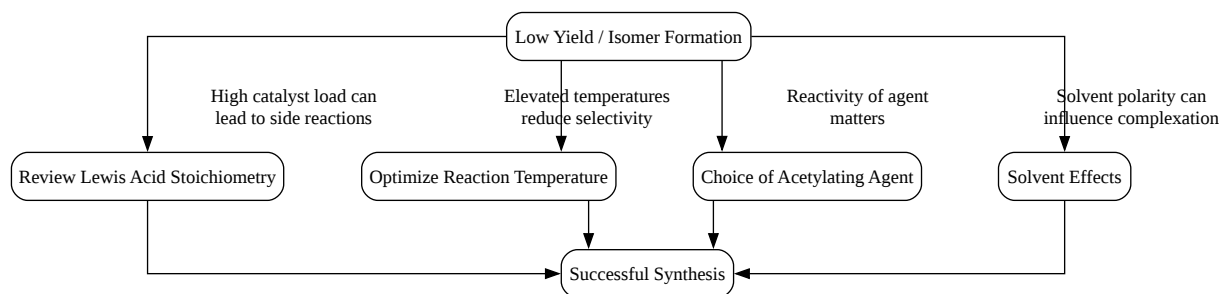 Low Yield / Isomer Formation
High catalyst load can
lead to side reactions
Elevated temperatures
reduce selectivity
Reactivity of agent
matters
Solvent polarity can
influence complexation
Review Lewis Acid Stoichiometry
Optimize Reaction Temperature
Choice of Acetylating Agent
Solvent Effects
Successful Synthesis